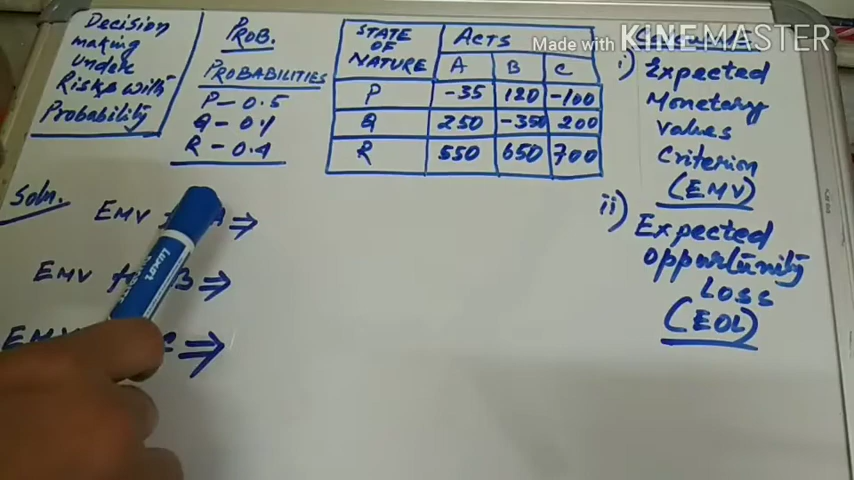 Decision
making
under
Risks with
Probability
PROB.
PROBABILITIES
P - 0.5
Q - 0.1
R - 0.4
STATE OF NATURE ACTS
A B C
P -35 120 -100
Q 250 -350 200
R 550 650 700
Made with KINEMASTER
i) Expected
Monetary
Values
Criterion
(EMV)
ii) Expected
opportunity
Loss
(EOL)
Soln.
EMV A ⇒
EMV B ⇒
EMV ⇒
LUXOR